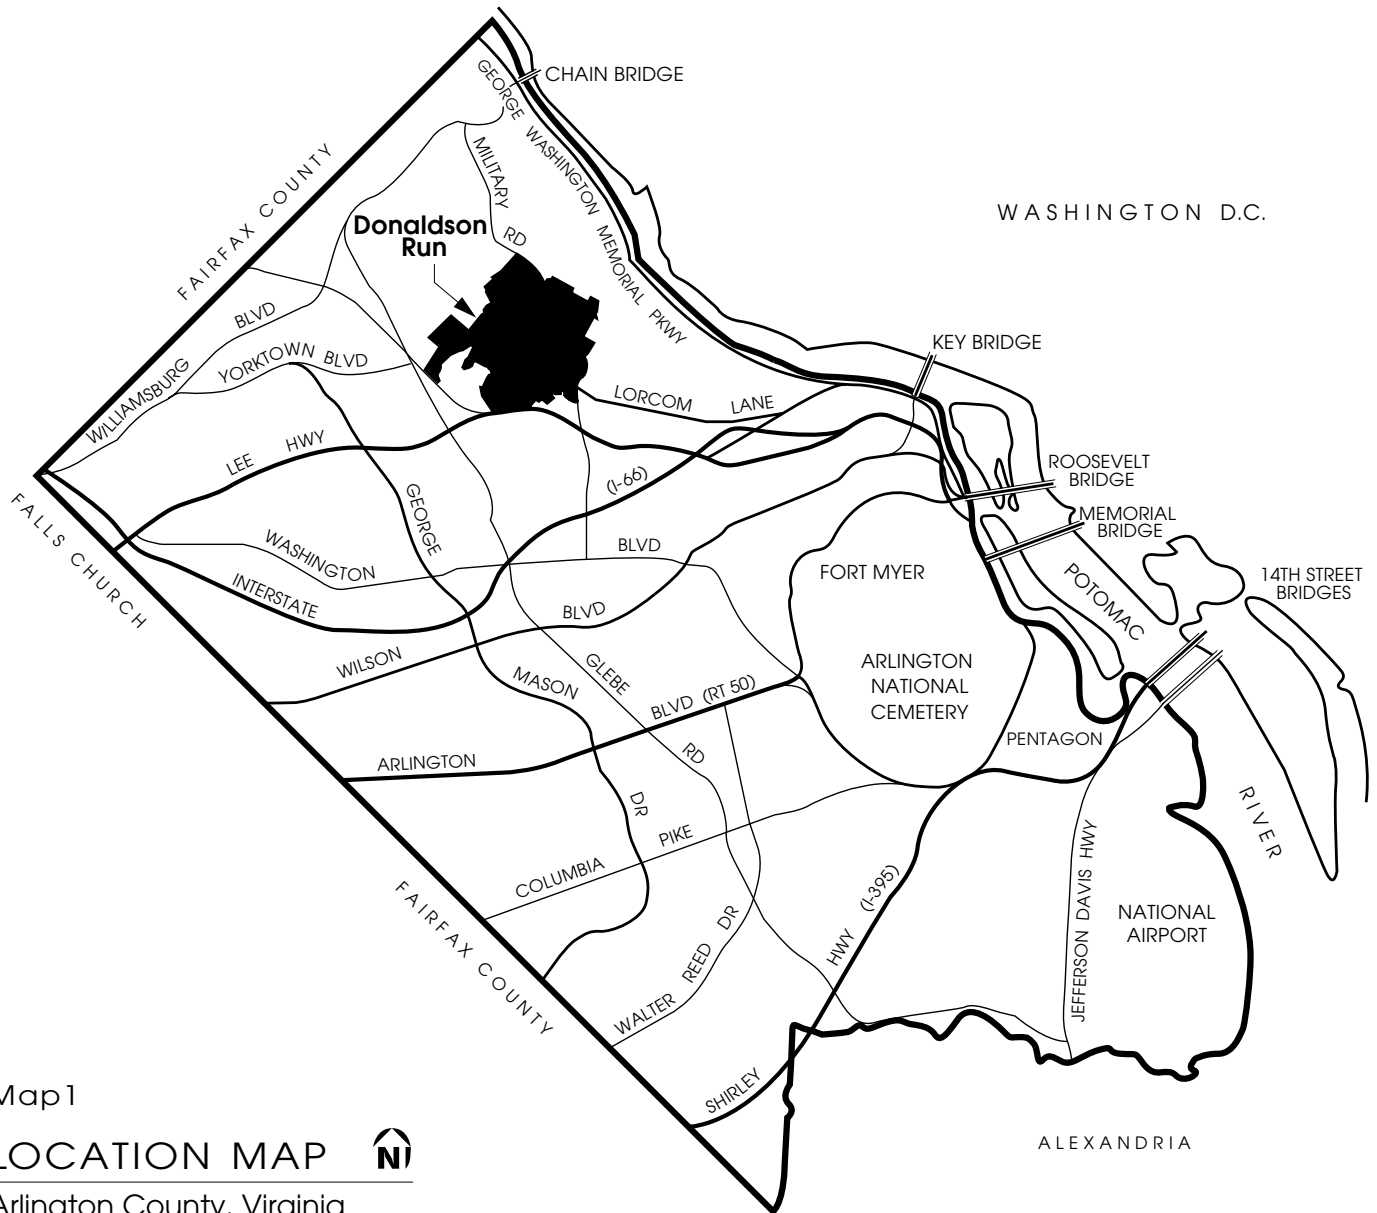 CHAIN BRIDGE
GEORGE WASHINGTON MEMORIAL PKWY
MILITARY RD
FAIRFAX COUNTY
WASHINGTON D.C.
Donaldson
Run
WILLIAMSBURG BLVD
YORKTOWN BLVD
KEY BRIDGE
LORCOM LANE
LEE HWY
(I-66)
ROOSEVELT
BRIDGE
MEMORIAL
BRIDGE
FALLS CHURCH
GEORGE MASON DR
WASHINGTON BLVD
INTERSTATE
FORT MYER
POTOMAC RIVER
14TH STREET
BRIDGES
WILSON BLVD
GLEBE RD
ARLINGTON
NATIONAL
CEMETERY
ARLINGTON BLVD (RT 50)
PENTAGON
COLUMBIA PIKE
FAIRFAX COUNTY
WALTER REED DR
SHIRLEY HWY (I-395)
JEFFERSON DAVIS HWY
NATIONAL
AIRPORT
ALEXANDRIA
Map1
LOCATION MAP N
Arlington County, Virginia